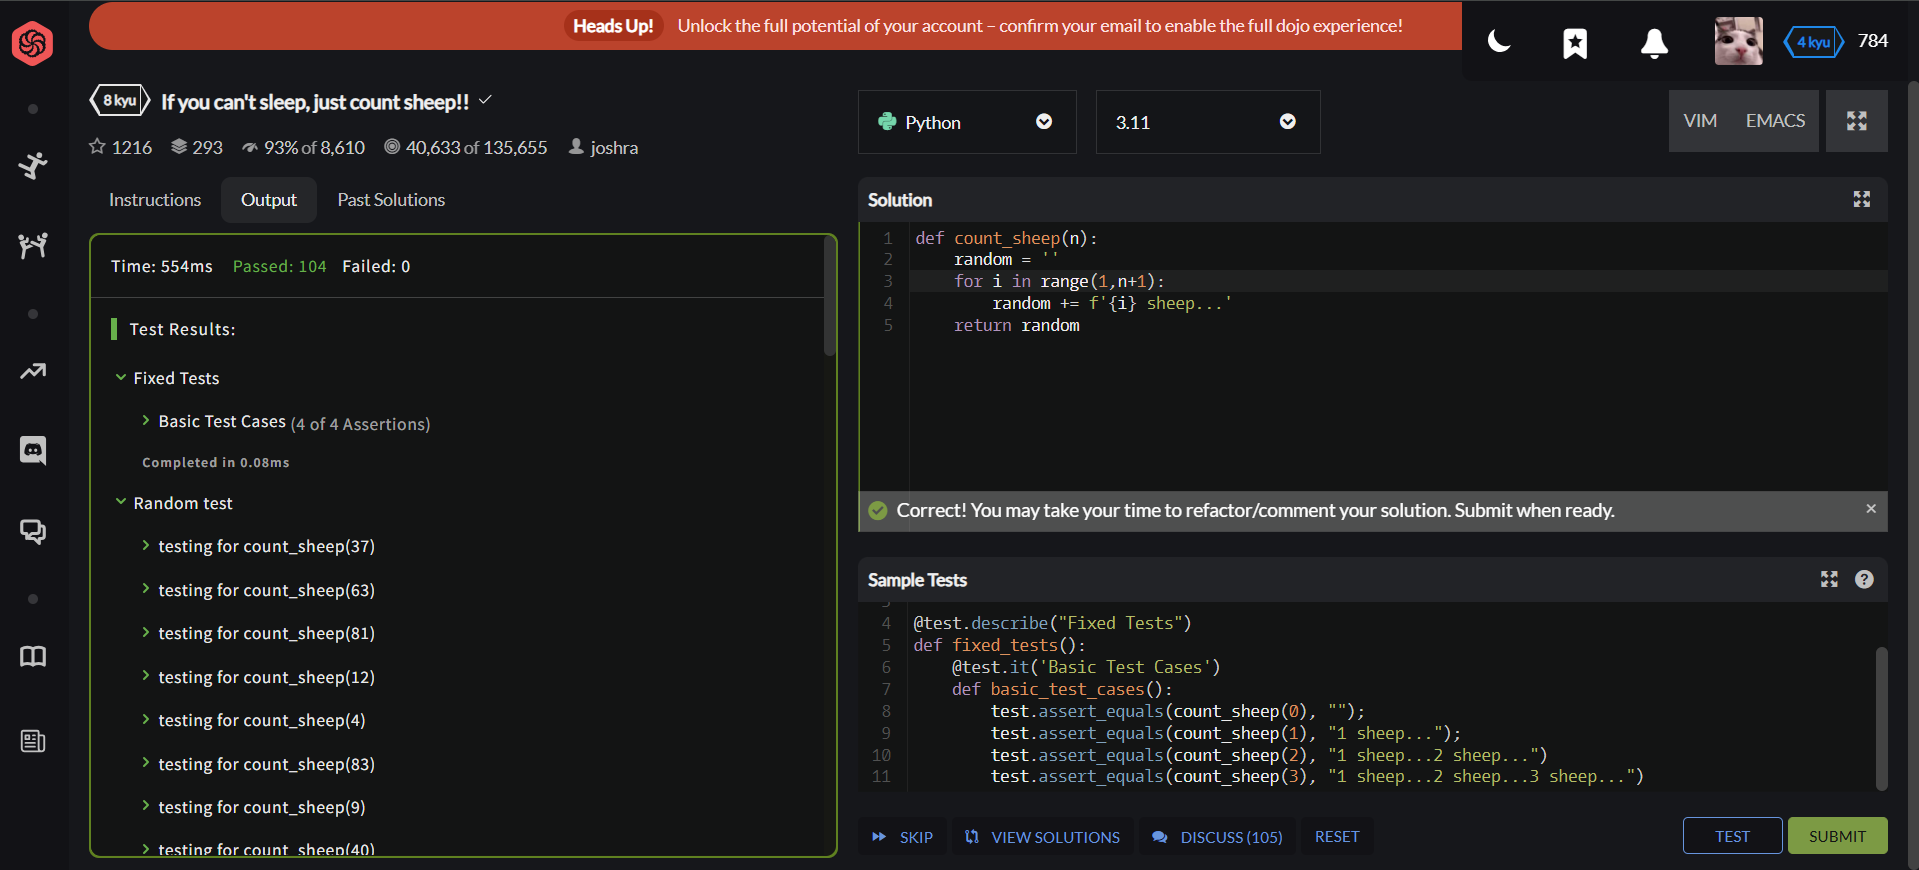 Heads Up! Unlock the full potential of your account – confirm your email to enable the full dojo experience!
4 kyu 784
8 kyu If you can't sleep, just count sheep!!
1216 293 93% of 8,610 40,633 of 135,655 joshra
Instructions Output Past Solutions
Time: 554ms Passed: 104 Failed: 0
Test Results:
Fixed Tests
Basic Test Cases (4 of 4 Assertions)
Completed in 0.08ms
Random test
testing for count_sheep(37)
testing for count_sheep(63)
testing for count_sheep(81)
testing for count_sheep(12)
testing for count_sheep(4)
testing for count_sheep(83)
testing for count_sheep(9)
testing for count_sheep(40)
Python 3.11 VIM EMACS
Solution
1 def count_sheep(n):
2     random = ''
3     for i in range(1,n+1):
4         random += f'{i} sheep...'
5     return random
Correct! You may take your time to refactor/comment your solution. Submit when ready.
Sample Tests
3
4 @test.describe("Fixed Tests")
5 def fixed_tests():
6     @test.it('Basic Test Cases')
7     def basic_test_cases():
8         test.assert_equals(count_sheep(0), "");
9         test.assert_equals(count_sheep(1), "1 sheep...");
10         test.assert_equals(count_sheep(2), "1 sheep...2 sheep...")
11         test.assert_equals(count_sheep(3), "1 sheep...2 sheep...3 sheep...")
SKIP VIEW SOLUTIONS DISCUSS (105) RESET TEST SUBMIT